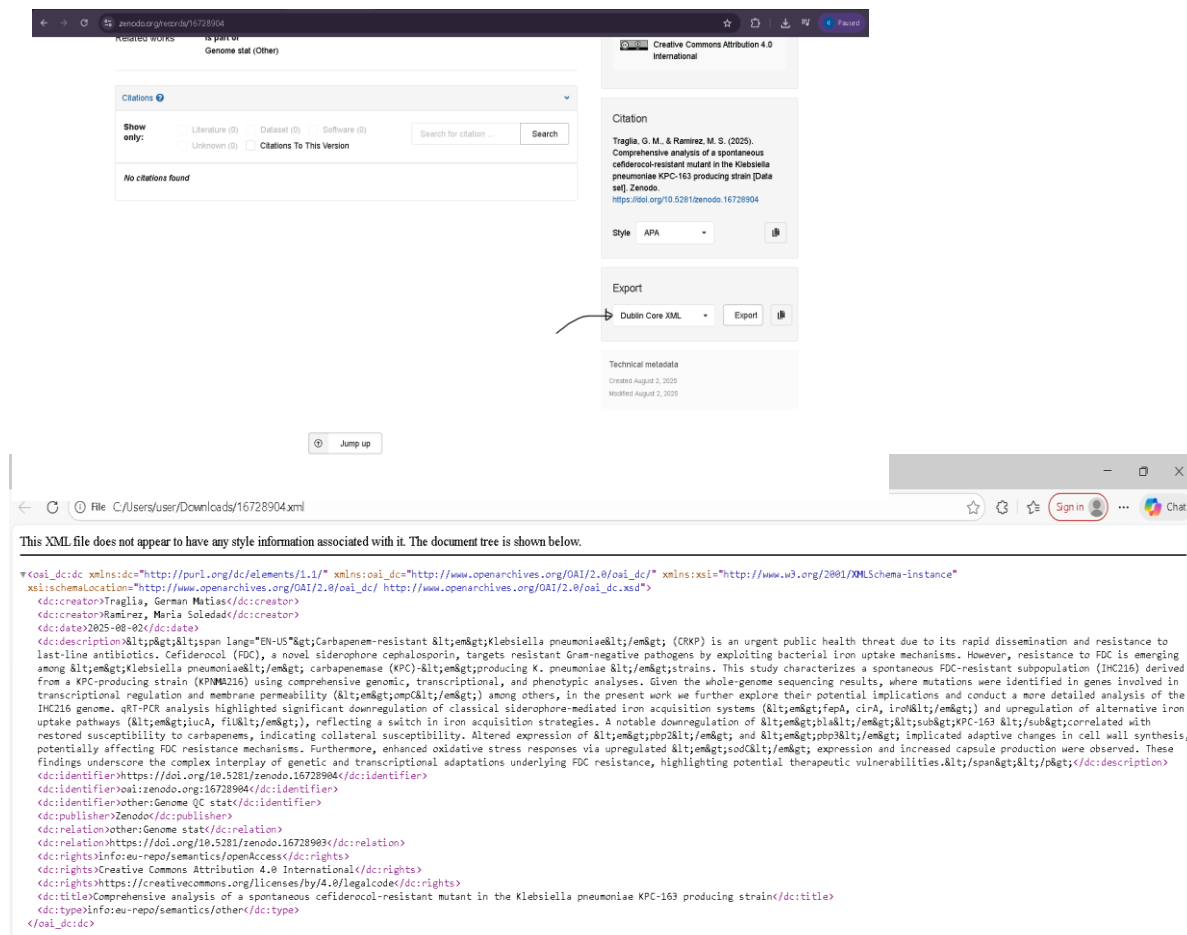 zenodo.org/records/16728904
Paused
Related works
Is part of
Genome stat (Other)
Creative Commons Attribution 4.0
International
Citations
Show
only:
Literature (0) Dataset (0) Software (0)
Unknown (0) Citations To This Version
Search for citation ...
Search
No citations found
Citation
Traglia, G. M., & Ramirez, M. S. (2025).
Comprehensive analysis of a spontaneous
cefiderocol-resistant mutant in the Klebsiella
pneumoniae KPC-163 producing strain [Data
set]. Zenodo.
https://doi.org/10.5281/zenodo.16728904
Style APA
Export
Dublin Core XML
Export
Technical metadata
Created August 2, 2025
Modified August 2, 2025
Jump up
File C:/Users/user/Downloads/16728904.xml
Sign in
Chat
This XML file does not appear to have any style information associated with it. The document tree is shown below.
▼<oai_dc:dc xmlns:dc="http://purl.org/dc/elements/1.1/" xmlns:oai_dc="http://www.openarchives.org/OAI/2.0/oai_dc/" xmlns:xsi="http://www.w3.org/2001/XMLSchema-instance"
xsi:schemaLocation="http://www.openarchives.org/OAI/2.0/oai_dc/ http://www.openarchives.org/OAI/2.0/oai_dc.xsd">
<dc:creator>Traglia, German Matias</dc:creator>
<dc:creator>Ramirez, Maria Soledad</dc:creator>
<dc:date>2025-08-02</dc:date>
<dc:description>&lt;p&gt;&lt;span lang="EN-US"&gt;Carbapenem-resistant &lt;em&gt;Klebsiella pneumoniae&lt;/em&gt; (CRKP) is an urgent public health threat due to its rapid dissemination and resistance to
last-line antibiotics. Cefiderocol (FDC), a novel siderophore cephalosporin, targets resistant Gram-negative pathogens by exploiting bacterial iron uptake mechanisms. However, resistance to FDC is emerging
among &lt;em&gt;Klebsiella pneumoniae&lt;/em&gt; carbapenemase (KPC)-&lt;em&gt;producing K. pneumoniae &lt;/em&gt;strains. This study characterizes a spontaneous FDC-resistant subpopulation (IHC216) derived
from a KPC-producing strain (KPNMA216) using comprehensive genomic, transcriptional, and phenotypic analyses. Given the whole-genome sequencing results, where mutations were identified in genes involved in
transcriptional regulation and membrane permeability (&lt;em&gt;ompC&lt;/em&gt;) among others, in the present work we further explore their potential implications and conduct a more detailed analysis of the
IHC216 genome. qRT-PCR analysis highlighted significant downregulation of classical siderophore-mediated iron acquisition systems (&lt;em&gt;fepA, cirA, iroN&lt;/em&gt;) and upregulation of alternative iron
uptake pathways (&lt;em&gt;iucA, fiU&lt;/em&gt;), reflecting a switch in iron acquisition strategies. A notable downregulation of &lt;em&gt;bla&lt;/em&gt;&lt;sub&gt;KPC-163 &lt;/sub&gt;correlated with
restored susceptibility to carbapenems, indicating collateral susceptibility. Altered expression of &lt;em&gt;pbp2&lt;/em&gt; and &lt;em&gt;pbp3&lt;/em&gt; implicated adaptive changes in cell wall synthesis,
potentially affecting FDC resistance mechanisms. Furthermore, enhanced oxidative stress responses via upregulated &lt;em&gt;sodC&lt;/em&gt; expression and increased capsule production were observed. These
findings underscore the complex interplay of genetic and transcriptional adaptations underlying FDC resistance, highlighting potential therapeutic vulnerabilities.&lt;/span&gt;&lt;/p&gt;</dc:description>
<dc:identifier>https://doi.org/10.5281/zenodo.16728904</dc:identifier>
<dc:identifier>oai:zenodo.org:16728904</dc:identifier>
<dc:identifier>other:Genome QC stat</dc:identifier>
<dc:publisher>Zenodo</dc:publisher>
<dc:relation>other:Genome stat</dc:relation>
<dc:relation>https://doi.org/10.5281/zenodo.16728903</dc:relation>
<dc:rights>info:eu-repo/semantics/openAccess</dc:rights>
<dc:rights>Creative Commons Attribution 4.0 International</dc:rights>
<dc:rights>https://creativecommons.org/licenses/by/4.0/legalcode</dc:rights>
<dc:title>Comprehensive analysis of a spontaneous cefiderocol-resistant mutant in the Klebsiella pneumoniae KPC-163 producing strain</dc:title>
<dc:type>info:eu-repo/semantics/other</dc:type>
</oai_dc:dc>